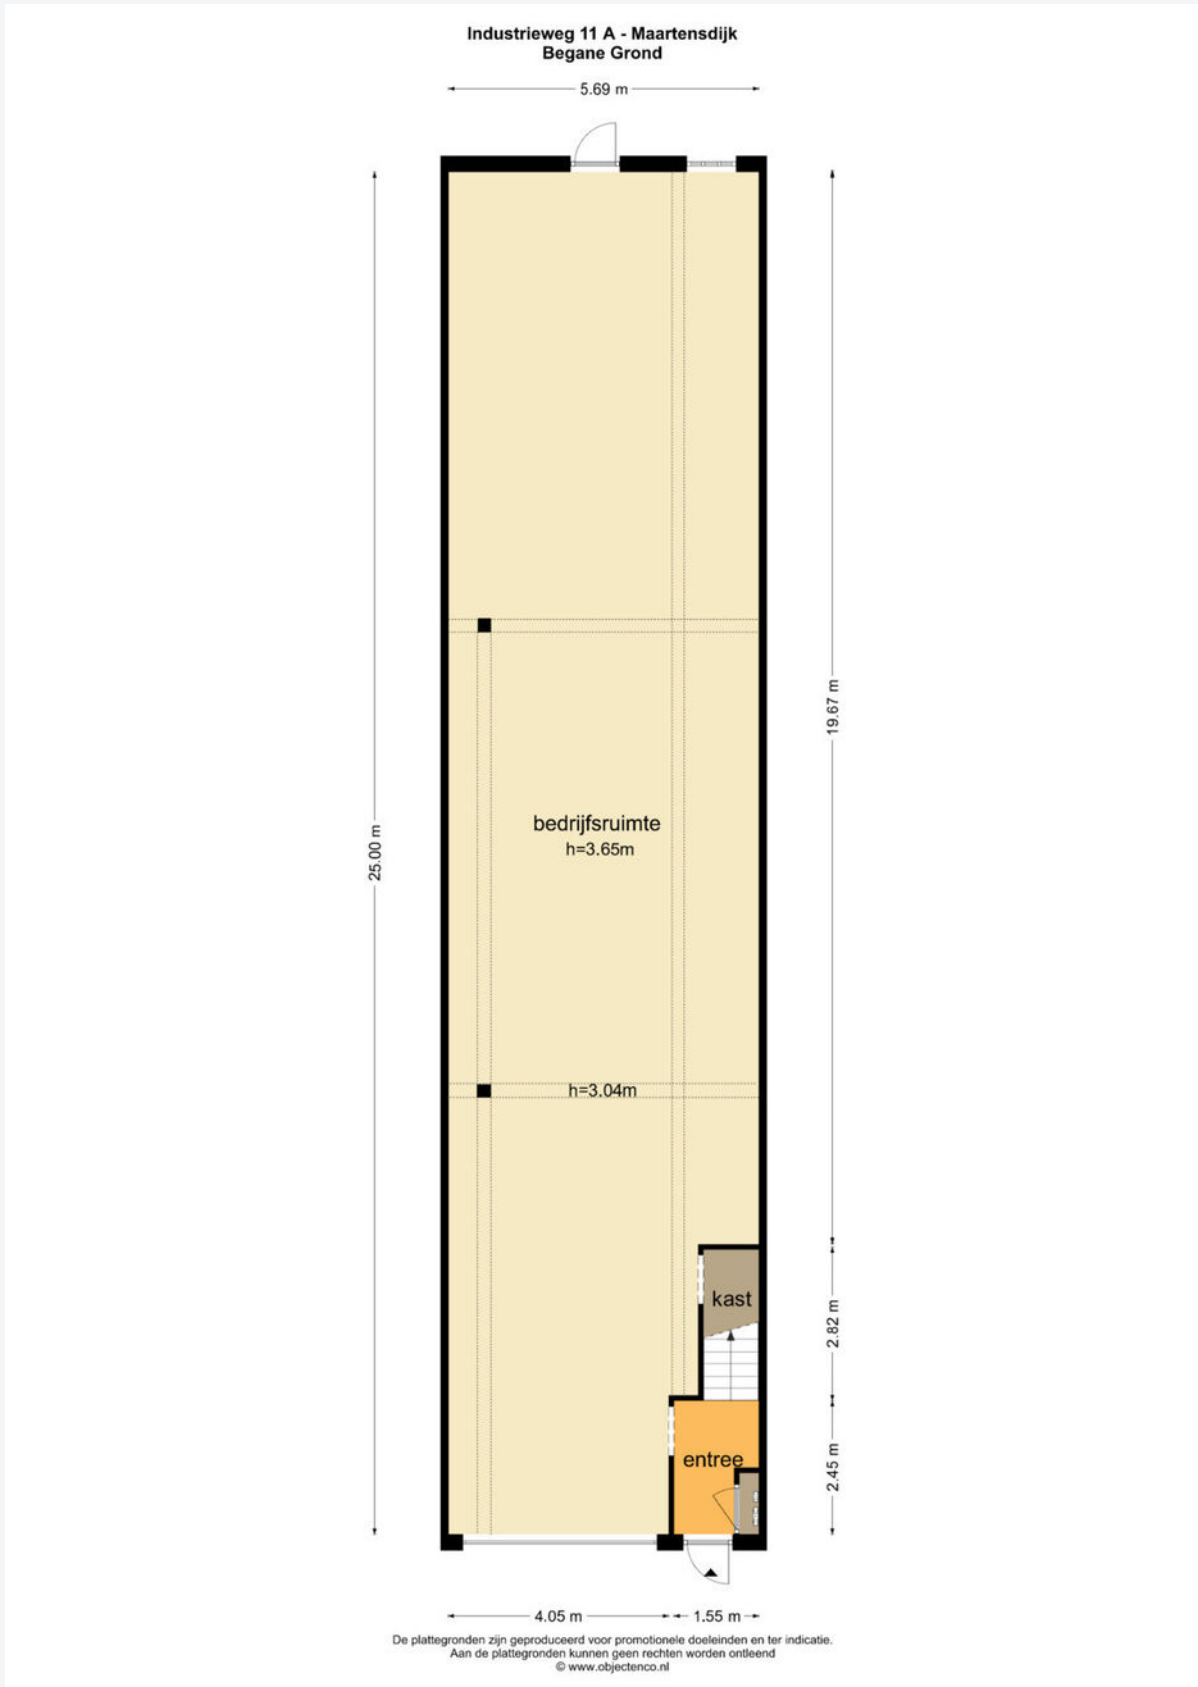 Industrieweg 11 A - Maartensdijk
Begane Grond
5.69 m
19.67 m
bedrijfsruimte
h=3.65m
25.00 m
h=3.04m
kast
2.82 m
entree
2.45 m
4.05 m
1.55 m
De plattegronden zijn geproduceerd voor promotionele doeleinden en ter indicatie.
Aan de plattegronden kunnen geen rechten worden ontleend
© www.objectenco.nl